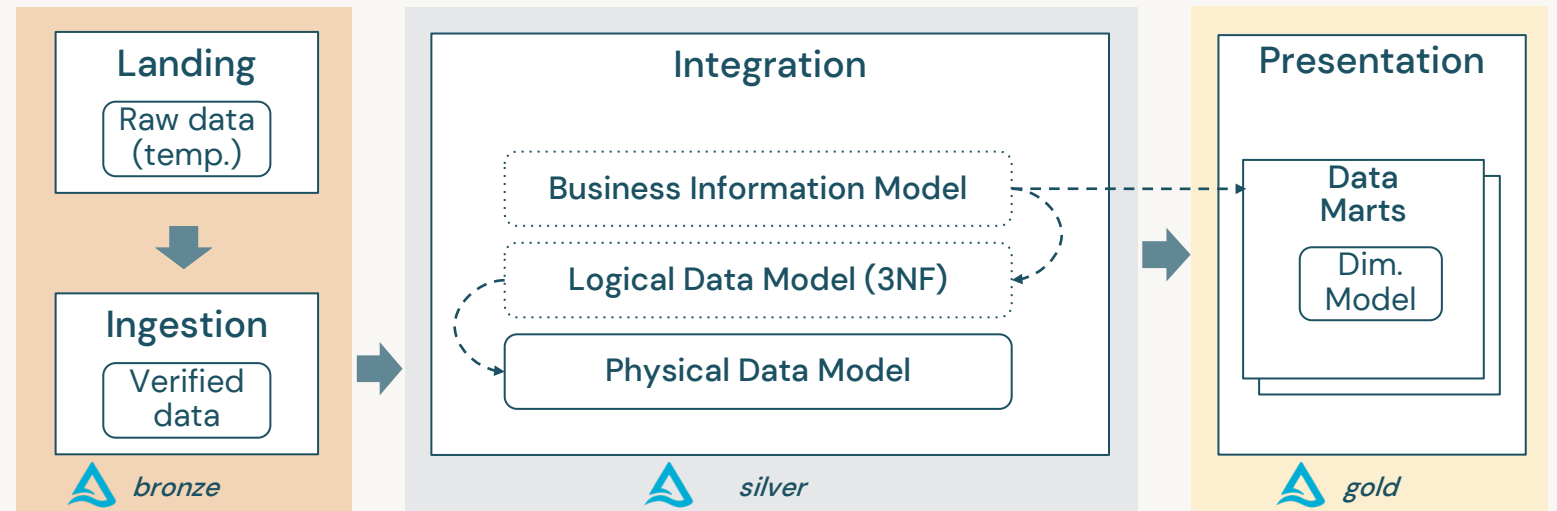 Landing
Raw data
(temp.)
Ingestion
Verified
data
bronze
Integration
Business Information Model
Logical Data Model (3NF)
Physical Data Model
silver
Presentation
Data
Marts
Dim.
Model
gold